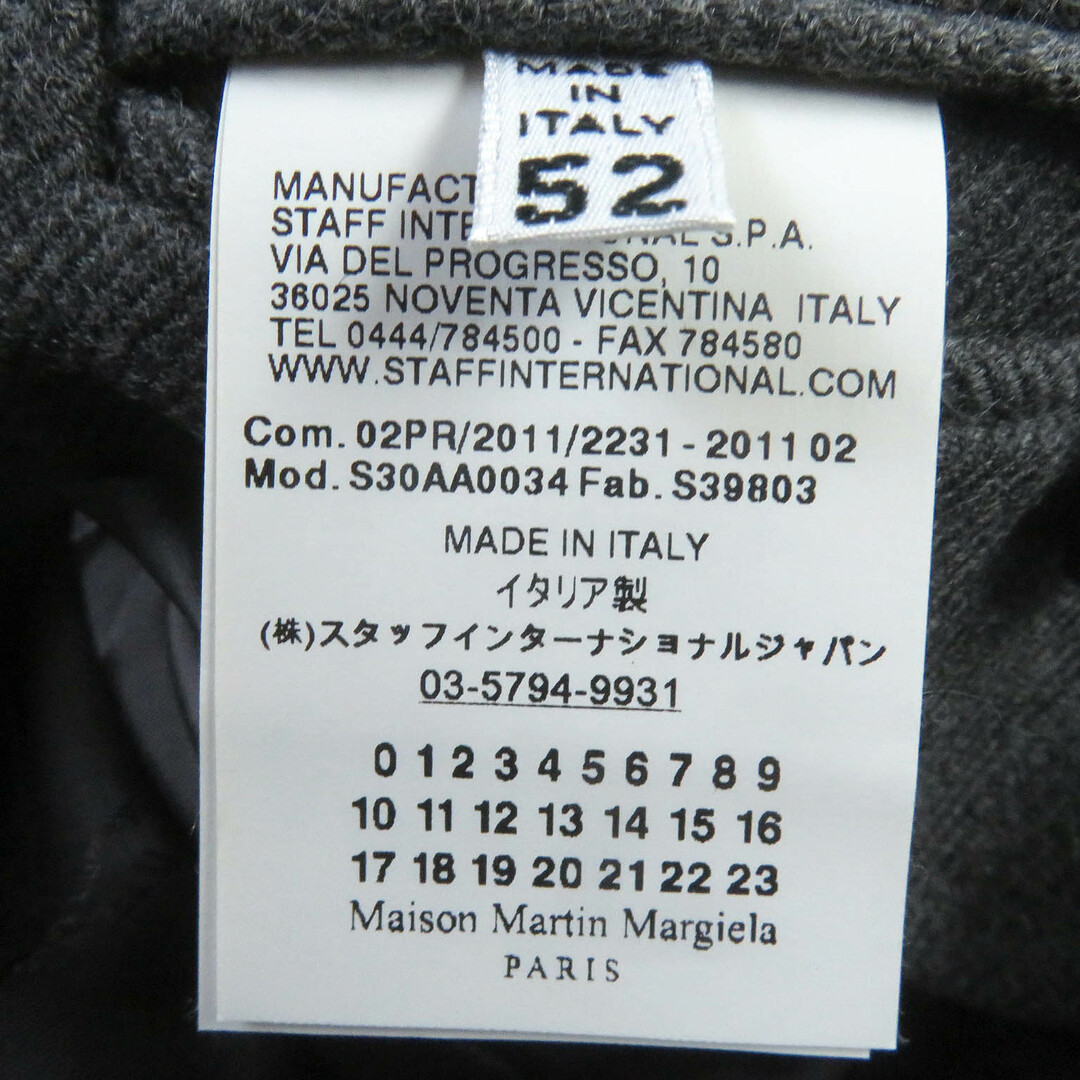 MADE
IN
ITALY
52
MANUFACT
STAFF INTE ONAL S.P.A.
VIA DEL PROGRESSO, 10
36025 NOVENTA VICENTINA ITALY
TEL 0444/784500 - FAX 784580
WWW.STAFFINTERNATIONAL.COM
Com. 02PR/2011/2231 - 2011 02
Mod. S30AA0034 Fab. S39803
MADE IN ITALY
イタリア製
(株)スタッフインターナショナルジャパン
03-5794-9931
0 1 2 3 4 5 6 7 8 9
10 11 12 13 14 15 16
17 18 19 20 21 22 23
Maison Martin Margiela
PARIS